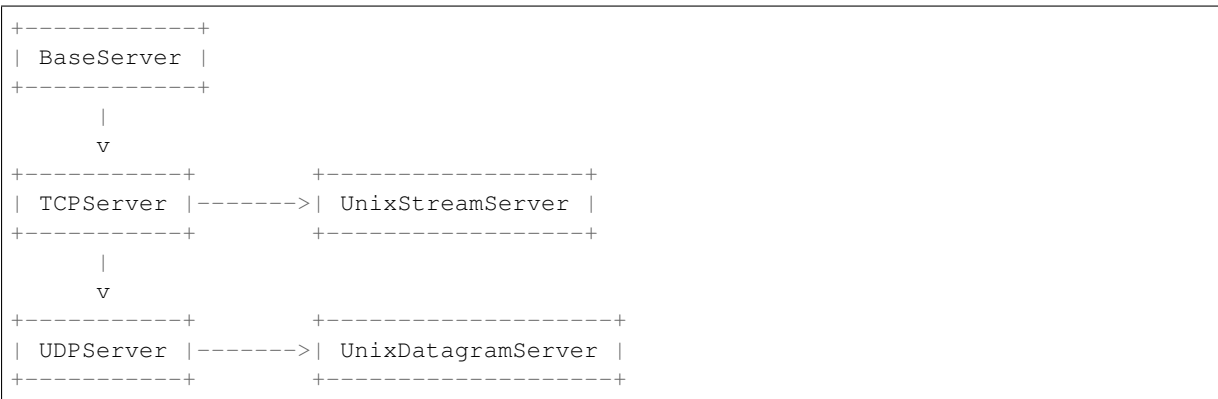 +------------+
| BaseServer |
+------------+
      |
      v
+-----------+        +------------------+
| TCPServer |------->| UnixStreamServer |
+-----------+        +------------------+
      |
      v
+-----------+        +--------------------+
| UDPServer |------->| UnixDatagramServer |
+-----------+        +--------------------+